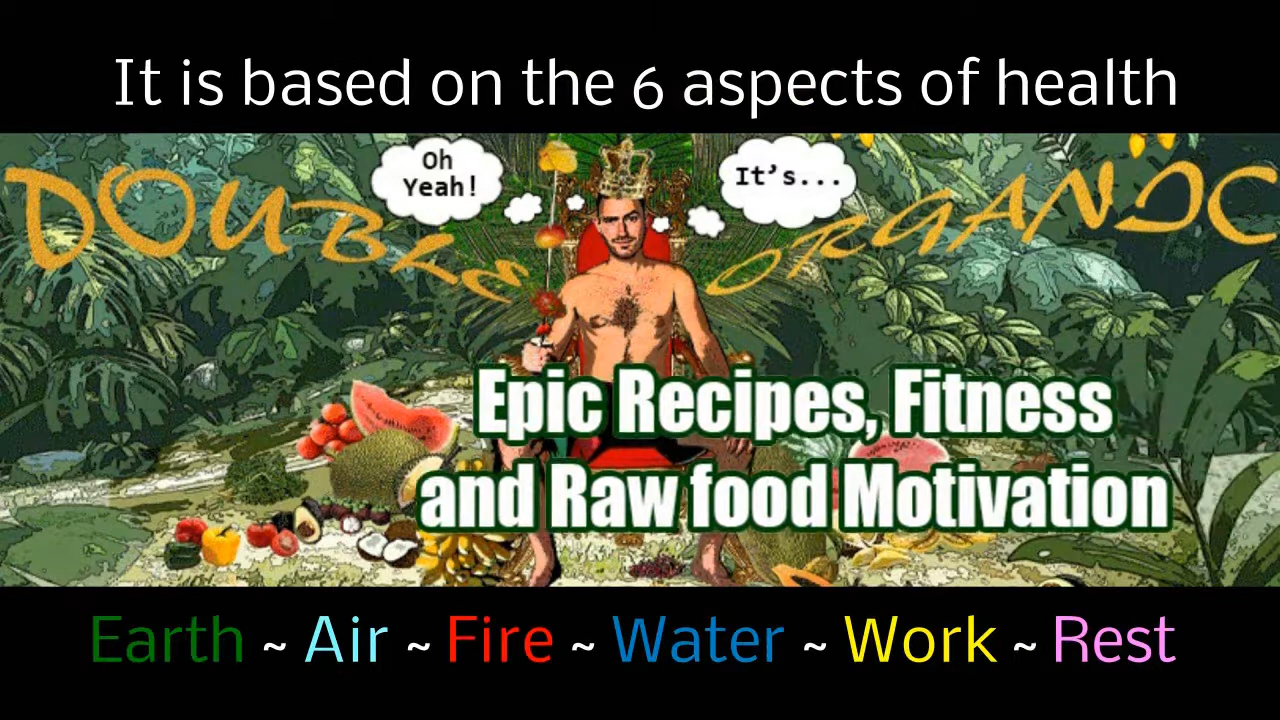 It is based on the 6 aspects of health
DOUBLE ORGANIC
Oh
Yeah!
It's...
Epic Recipes, Fitness
and Raw food Motivation
Earth ~ Air ~ Fire ~ Water ~ Work ~ Rest